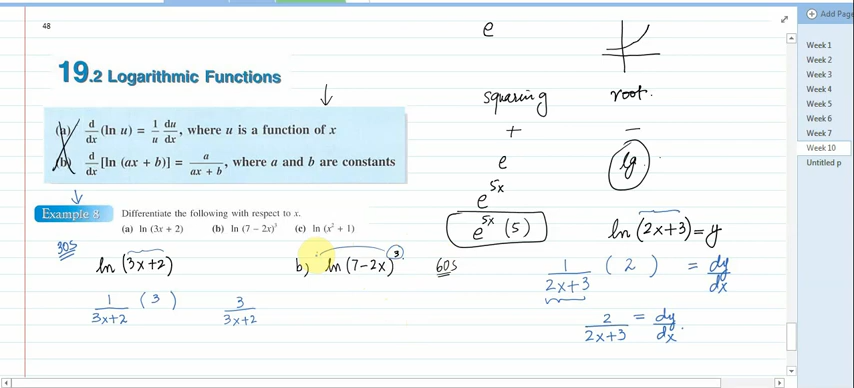 48
19.2 Logarithmic Functions
(a) d/dx (ln u) = 1/u du/dx, where u is a function of x
(b) d/dx [ln (ax + b)] = a/(ax + b), where a and b are constants
Example 8
Differentiate the following with respect to x.
(a) ln (3x + 2) (b) ln (7 − 2x)³ (c) ln (x² + 1)
30s
ln (3x+2)
1/(3x+2) (3) 3/(3x+2)
b) ln (7−2x)³
60s
e
squaring root.
+ −
e lg
e^5x
e^5x (5)
ln (2x+3) = y
1/(2x+3) (2) = dy/dx
2/(2x+3) = dy/dx.
Add Page
Week 1
Week 2
Week 3
Week 4
Week 5
Week 6
Week 7
Week 10
Untitled p